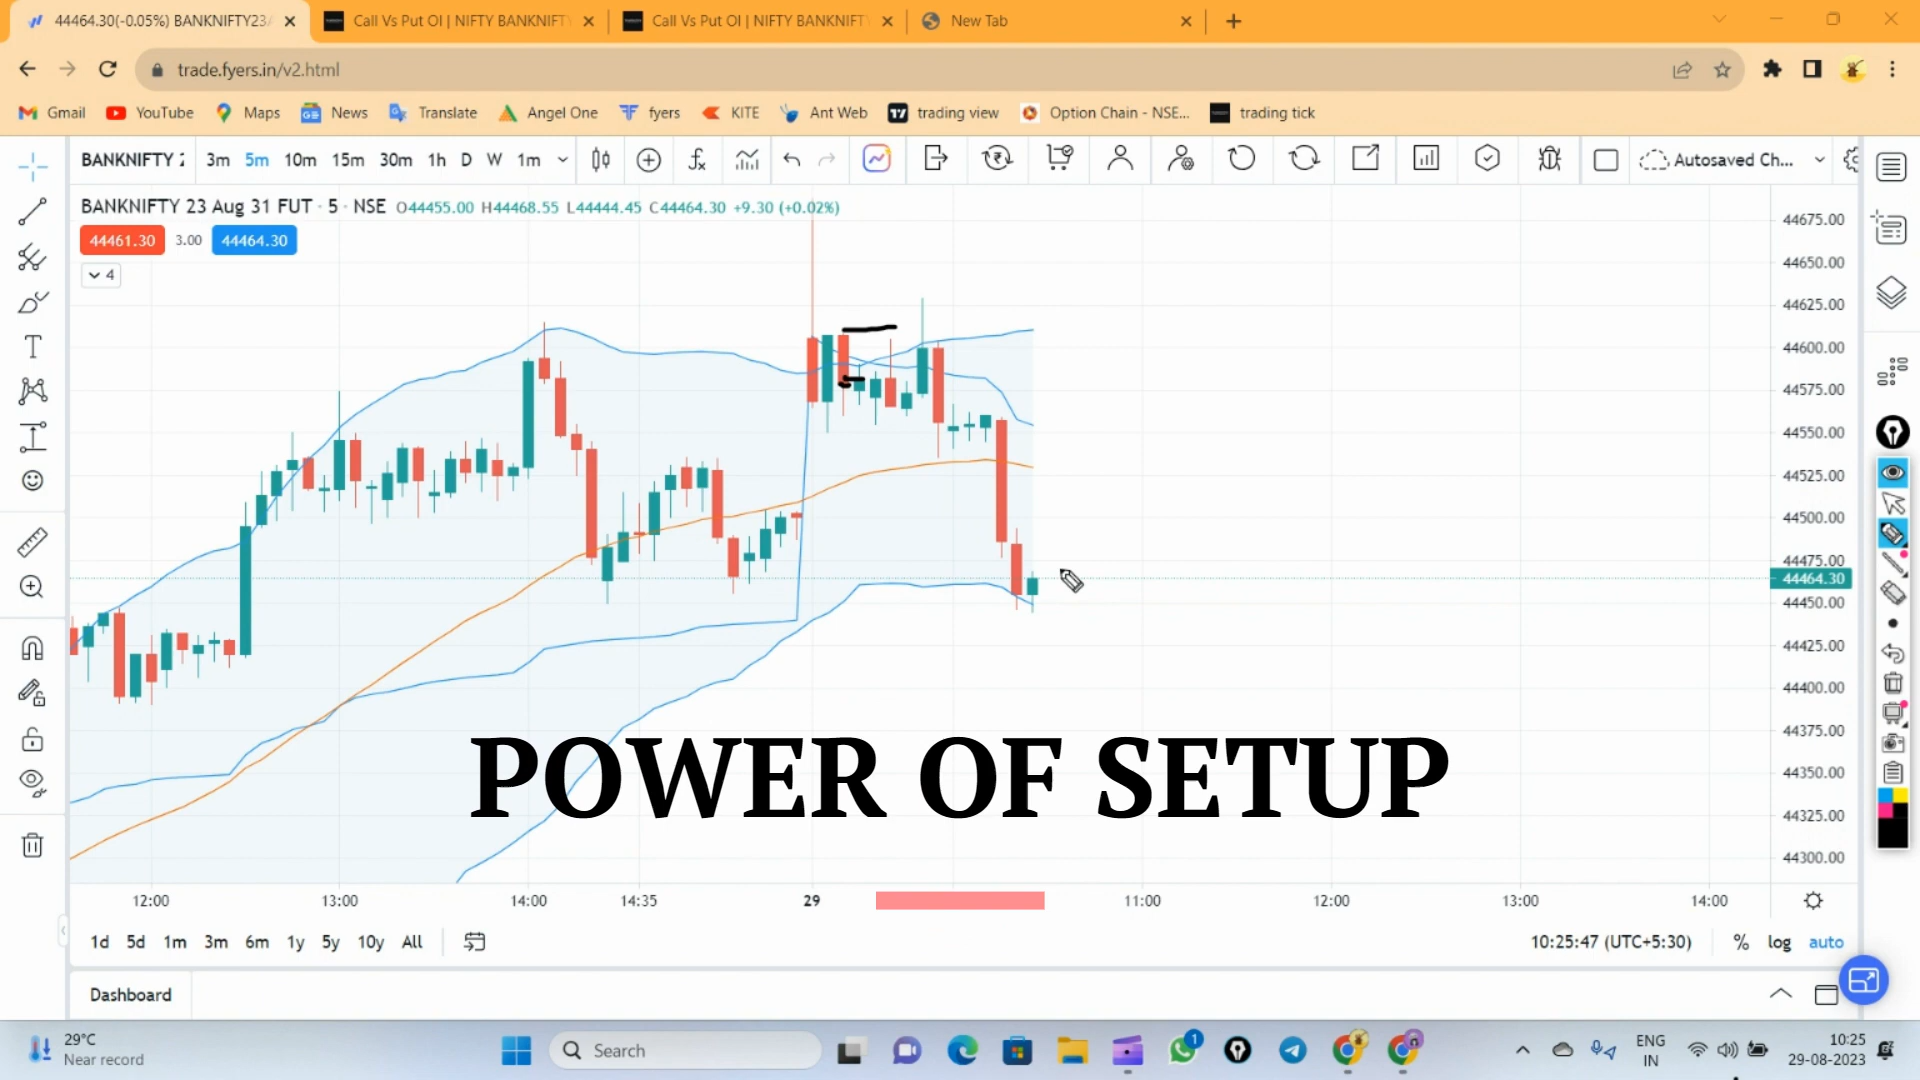 44464.30(-0.05%) BANKNIFTY23A
Call Vs Put OI | NIFTY BANKNIFTY
Call Vs Put OI | NIFTY BANKNIFTY
New Tab
trade.fyers.in/v2.html
Gmail YouTube Maps News Translate Angel One fyers KITE Ant Web trading view Option Chain - NSE... trading tick
BANKNIFTY 2 3m 5m 10m 15m 30m 1h D W 1m Autosaved Ch...
BANKNIFTY 23 Aug 31 FUT · 5 · NSE O44455.00 H44468.55 L44444.45 C44464.30 +9.30 (+0.02%)
44461.30 3.00 44464.30
4
44675.00
44650.00
44625.00
44600.00
44575.00
44550.00
44525.00
44500.00
44475.00
44464.30
44450.00
44425.00
44400.00
44375.00
44350.00
44325.00
44300.00
POWER OF SETUP
12:00 13:00 14:00 14:35 29 11:00 12:00 13:00 14:00
1d 5d 1m 3m 6m 1y 5y 10y All 10:25:47 (UTC+5:30) % log auto
Dashboard
29°C
Near record
Search
1
ENG
IN
10:25
29-08-2023